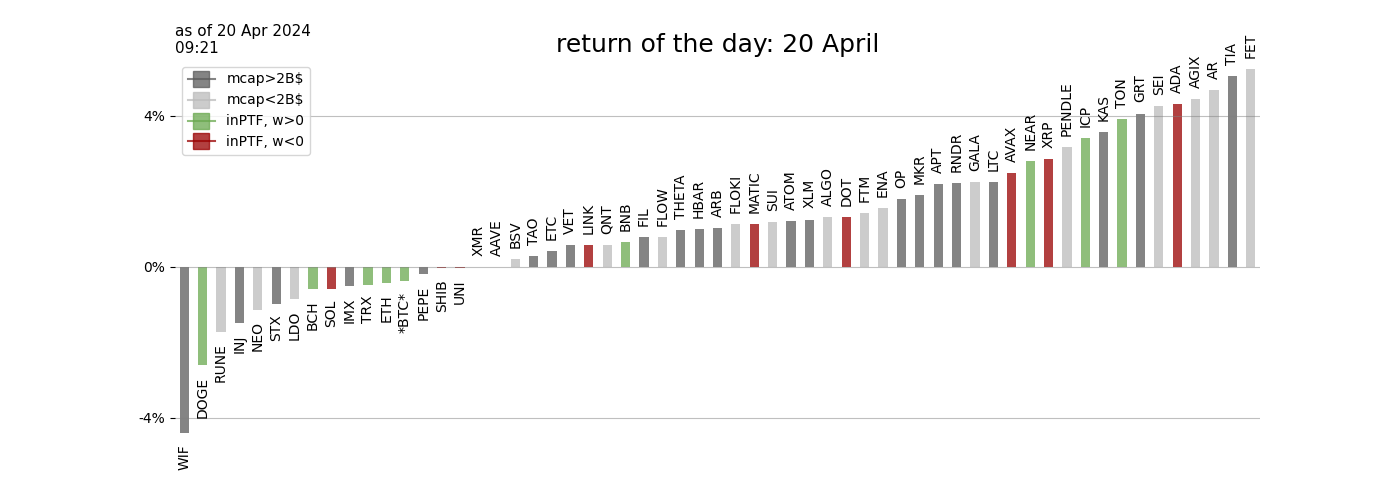 as of 20 Apr 2024
09:21
return of the day: 20 April
mcap>2B$
mcap<2B$
inPTF, w>0
inPTF, w<0
4%
0%
-4%
WIF
DOGE
RUNE
INJ
NEO
STX
LDO
BCH
SOL
IMX
TRX
ETH
*BTC*
PEPE
SHIB
UNI
XMR
AAVE
BSV
TAO
ETC
VET
LINK
QNT
BNB
FIL
FLOW
THETA
HBAR
ARB
FLOKI
MATIC
SUI
ATOM
XLM
ALGO
DOT
FTM
ENA
OP
MKR
APT
RNDR
GALA
LTC
AVAX
NEAR
XRP
PENDLE
ICP
KAS
TON
GRT
SEI
ADA
AGIX
AR
TIA
FET